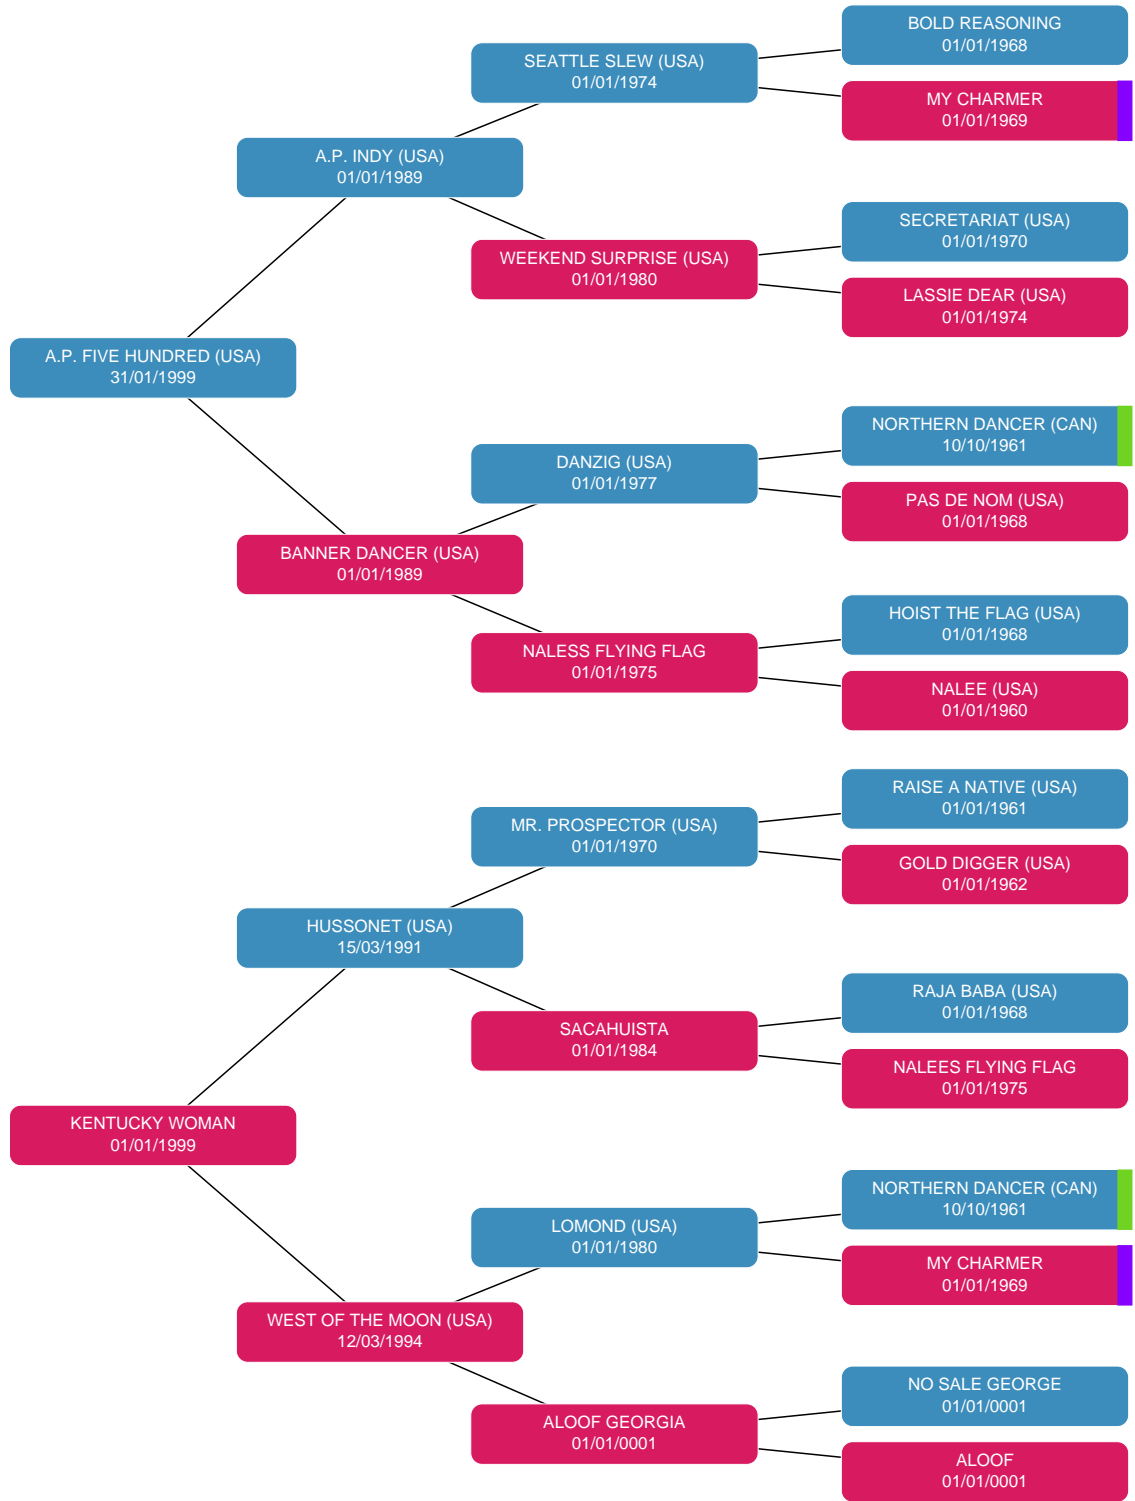 BOLD REASONING
01/01/1968
SEATTLE SLEW (USA)
01/01/1974
MY CHARMER
01/01/1969
A.P. INDY (USA)
01/01/1989
SECRETARIAT (USA)
01/01/1970
WEEKEND SURPRISE (USA)
01/01/1980
LASSIE DEAR (USA)
01/01/1974
A.P. FIVE HUNDRED (USA)
31/01/1999
NORTHERN DANCER (CAN)
10/10/1961
DANZIG (USA)
01/01/1977
PAS DE NOM (USA)
01/01/1968
BANNER DANCER (USA)
01/01/1989
HOIST THE FLAG (USA)
01/01/1968
NALESS FLYING FLAG
01/01/1975
NALEE (USA)
01/01/1960
RAISE A NATIVE (USA)
01/01/1961
MR. PROSPECTOR (USA)
01/01/1970
GOLD DIGGER (USA)
01/01/1962
HUSSONET (USA)
15/03/1991
RAJA BABA (USA)
01/01/1968
SACAHUISTA
01/01/1984
NALEES FLYING FLAG
01/01/1975
KENTUCKY WOMAN
01/01/1999
NORTHERN DANCER (CAN)
10/10/1961
LOMOND (USA)
01/01/1980
MY CHARMER
01/01/1969
WEST OF THE MOON (USA)
12/03/1994
NO SALE GEORGE
01/01/0001
ALOOF GEORGIA
01/01/0001
ALOOF
01/01/0001